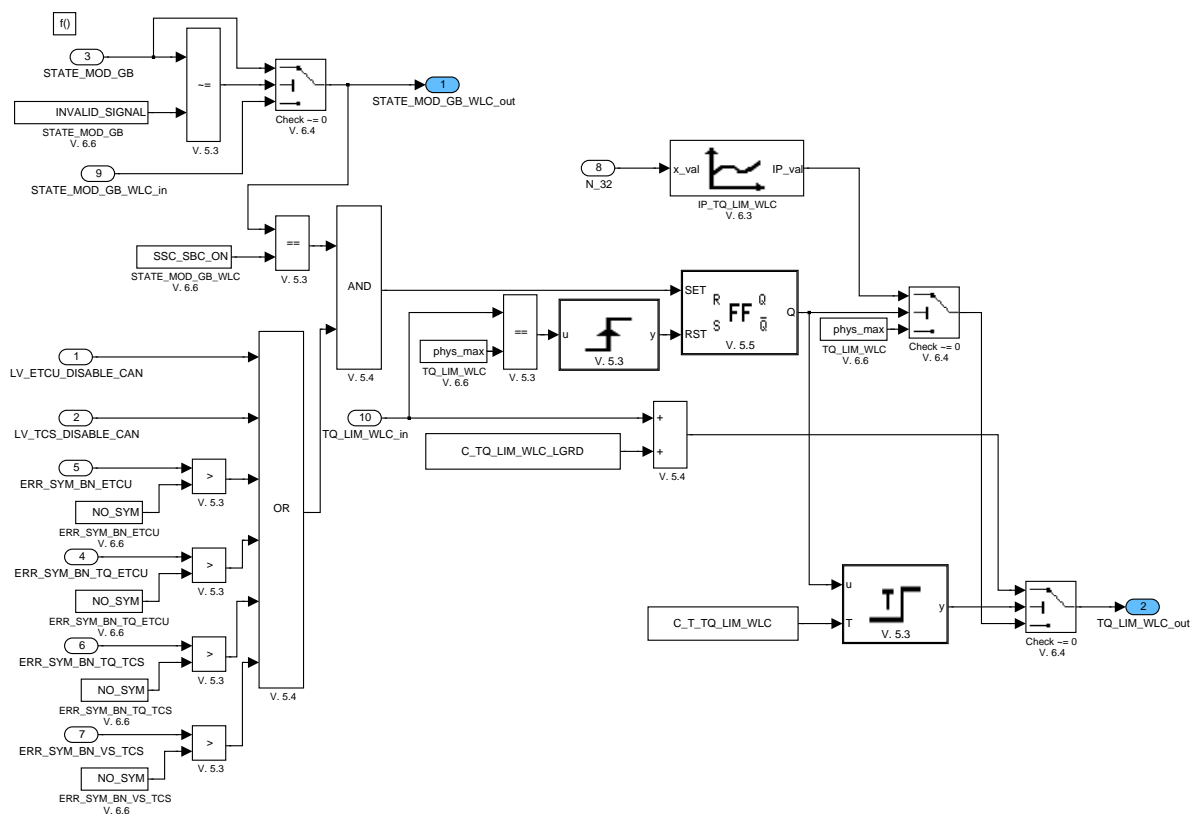 f()
3
STATE_MOD_GB
INVALID_SIGNAL
STATE_MOD_GB
V. 6.6
~=
V. 5.3
Check ~= 0
V. 6.4
1
STATE_MOD_GB_WLC_out
9
STATE_MOD_GB_WLC_in
8
N_32
x_val
IP_val
IP_TQ_LIM_WLC
V. 6.3
SSC_SBC_ON
STATE_MOD_GB_WLC
V. 6.6
==
V. 5.3
AND
V. 5.4
phys_max
TQ_LIM_WLC
V. 6.6
==
V. 5.3
u
y
V. 5.3
SET
RST
R
S
FF
Q
Q
Q
V. 5.5
phys_max
TQ_LIM_WLC
V. 6.6
Check ~= 0
V. 6.4
1
LV_ETCU_DISABLE_CAN
2
LV_TCS_DISABLE_CAN
10
TQ_LIM_WLC_in
C_TQ_LIM_WLC_LGRD
+
+
V. 5.4
5
ERR_SYM_BN_ETCU
NO_SYM
ERR_SYM_BN_ETCU
V. 6.6
>
V. 5.3
OR
V. 5.4
4
ERR_SYM_BN_TQ_ETCU
NO_SYM
ERR_SYM_BN_TQ_ETCU
V. 6.6
>
V. 5.3
6
ERR_SYM_BN_TQ_TCS
NO_SYM
ERR_SYM_BN_TQ_TCS
V. 6.6
>
V. 5.3
7
ERR_SYM_BN_VS_TCS
NO_SYM
ERR_SYM_BN_VS_TCS
V. 6.6
>
V. 5.3
C_T_TQ_LIM_WLC
u
T
T
y
V. 5.3
Check ~= 0
V. 6.4
2
TQ_LIM_WLC_out